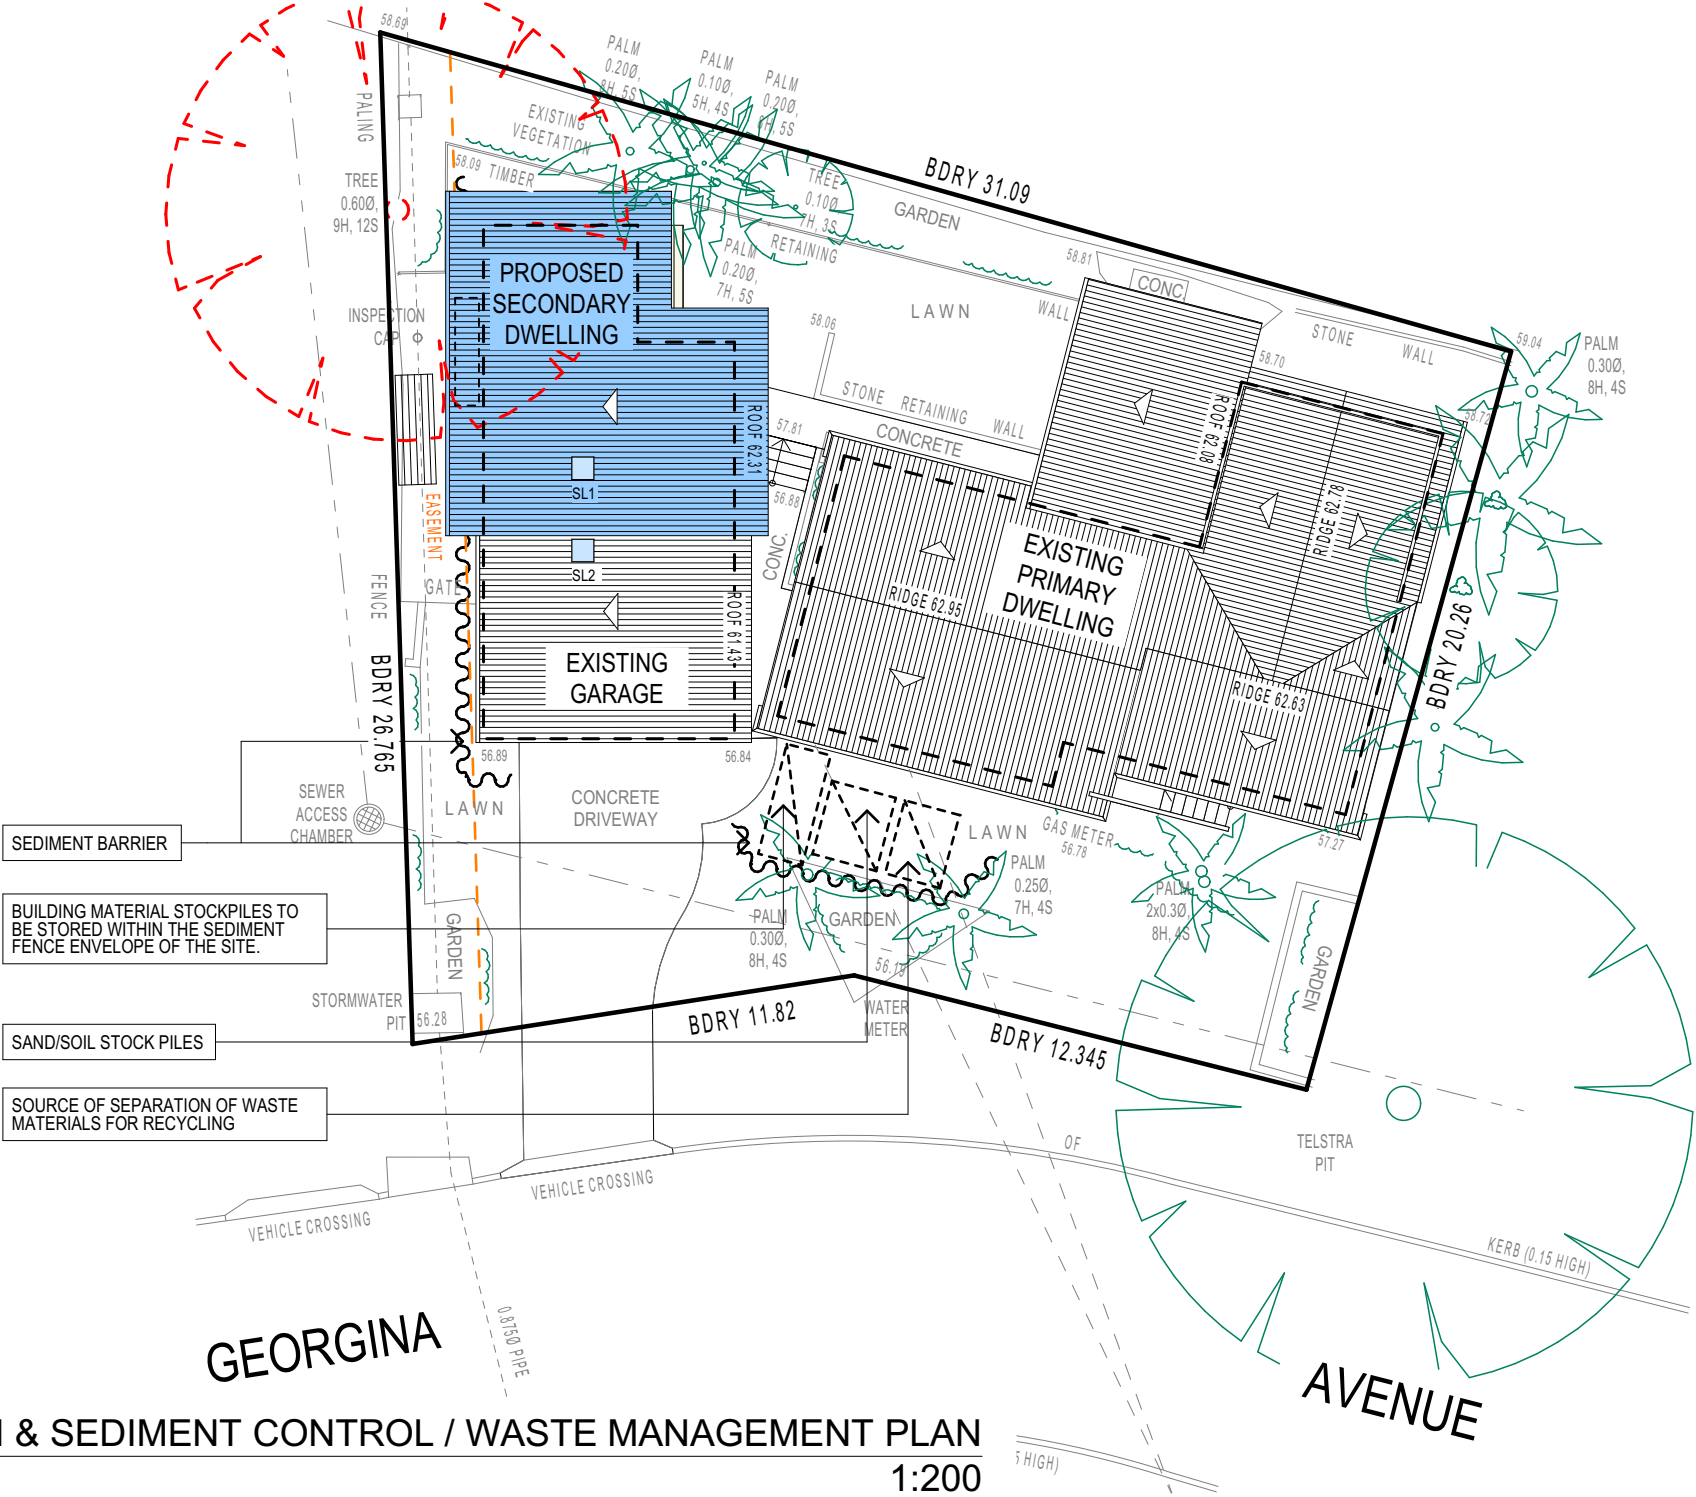 58.69
PALM
0.20Ø,
8H, 5S
PALM
0.10Ø,
5H, 4S
PALM
0.20Ø,
5S
PALING
EXISTING
VEGETATION
58.09 TIMBER
TREE
0.60Ø,
9H, 12S
TREE
0.10Ø
7H, 3S
BDRY 31.09
GARDEN
RETAINING
PALM
0.20Ø,
7H, 5S
58.81
CONC
PROPOSED
SECONDARY
DWELLING
INSPECTION
CAP
58.06
LAWN
WALL
STONE
WALL
58.70
59.04
PALM
0.30Ø,
8H, 4S
STONE RETAINING WALL
CONCRETE
57.81
ROOF 62.31
ROOF 62.08
58.72
SL1
56.88
EASEMENT
RIDGE 62.78
SL2
CONC.
EXISTING
PRIMARY
DWELLING
FENCE
GATE
RIDGE 62.95
ROOF 61.43
BDRY 20.26
EXISTING
GARAGE
BDRY 26.765
RIDGE 62.63
56.89
56.84
SEWER
ACCESS
CHAMBER
LAWN
CONCRETE
DRIVEWAY
LAWN
GAS METER
56.78
57.27
SEDIMENT BARRIER
PALM
0.25Ø,
7H, 4S
PALM
2x0.3Ø,
8H, 4S
BUILDING MATERIAL STOCKPILES TO
BE STORED WITHIN THE SEDIMENT
FENCE ENVELOPE OF THE SITE.
GARDEN
PALM
0.30Ø,
8H, 4S
GARDEN
56.19
GARDEN
STORMWATER
PIT
56.28
WATER
METER
BDRY 11.82
BDRY 12.345
SAND/SOIL STOCK PILES
SOURCE OF SEPARATION OF WASTE
MATERIALS FOR RECYCLING
OF
TELSTRA
PIT
VEHICLE CROSSING
VEHICLE CROSSING
KERB (0.15 HIGH)
0.875Ø PIPE
GEORGINA
AVENUE
& SEDIMENT CONTROL / WASTE MANAGEMENT PLAN
1:200
5 HIGH)